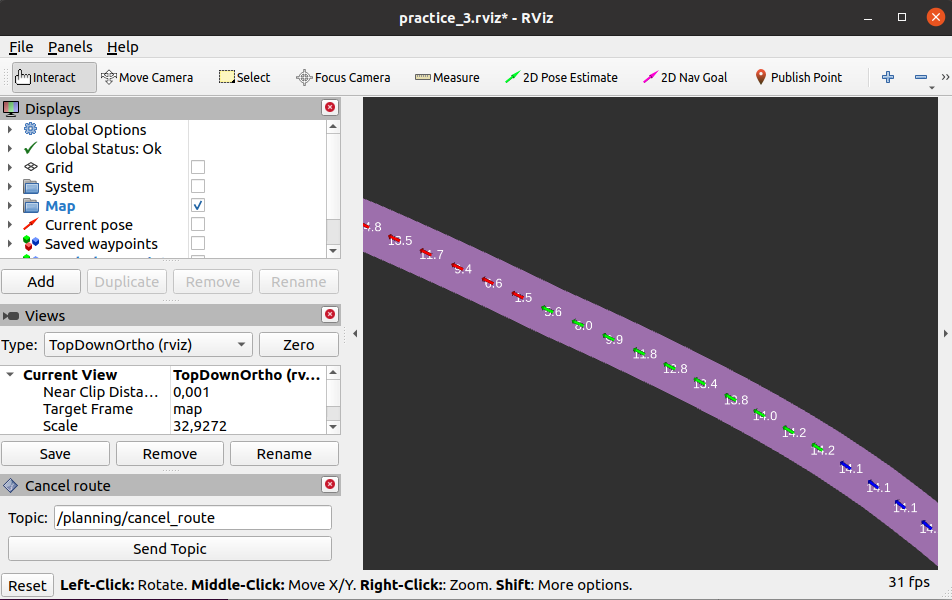 practice_3.rviz* - RViz
File Panels Help
Interact Move Camera Select Focus Camera Measure 2D Pose Estimate 2D Nav Goal Publish Point »
Displays
Global Options
Global Status: Ok
Grid
System
Map
Current pose
Saved waypoints
Add Duplicate Remove Rename
Views
Type: TopDownOrtho (rviz) Zero
Current View TopDownOrtho (rv...
Near Clip Dista... 0,001
Target Frame map
Scale 32,9272
Save Remove Rename
Cancel route
Topic: /planning/cancel_route
Send Topic
13.5
11.7
9.4
6.6
1.5
5.6
8.0
9.9
11.8
12.8
13.4
13.8
14.0
14.2
14.2
14.1
14.1
14.1
Reset Left-Click: Rotate. Middle-Click: Move X/Y. Right-Click:: Zoom. Shift: More options. 31 fps